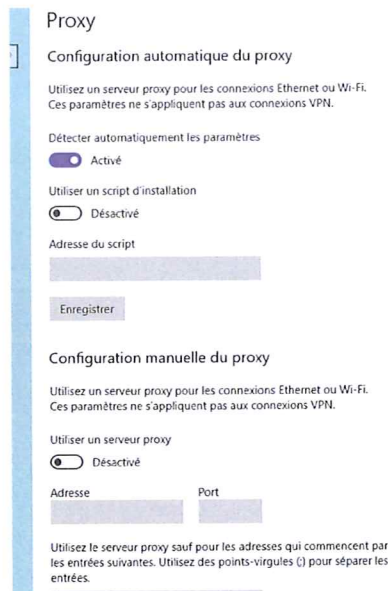 Proxy
Configuration automatique du proxy
Utilisez un serveur proxy pour les connexions Ethernet ou Wi-Fi.
Ces paramètres ne s'appliquent pas aux connexions VPN.
Détecter automatiquement les paramètres
Activé
Utiliser un script d'installation
Désactivé
Adresse du script
Enregistrer
Configuration manuelle du proxy
Utilisez un serveur proxy pour les connexions Ethernet ou Wi-Fi.
Ces paramètres ne s'appliquent pas aux connexions VPN.
Utiliser un serveur proxy
Désactivé
Adresse Port
Utilisez le serveur proxy sauf pour les adresses qui commencent par
les entrées suivantes. Utilisez des points-virgules (;) pour séparer les
entrées.